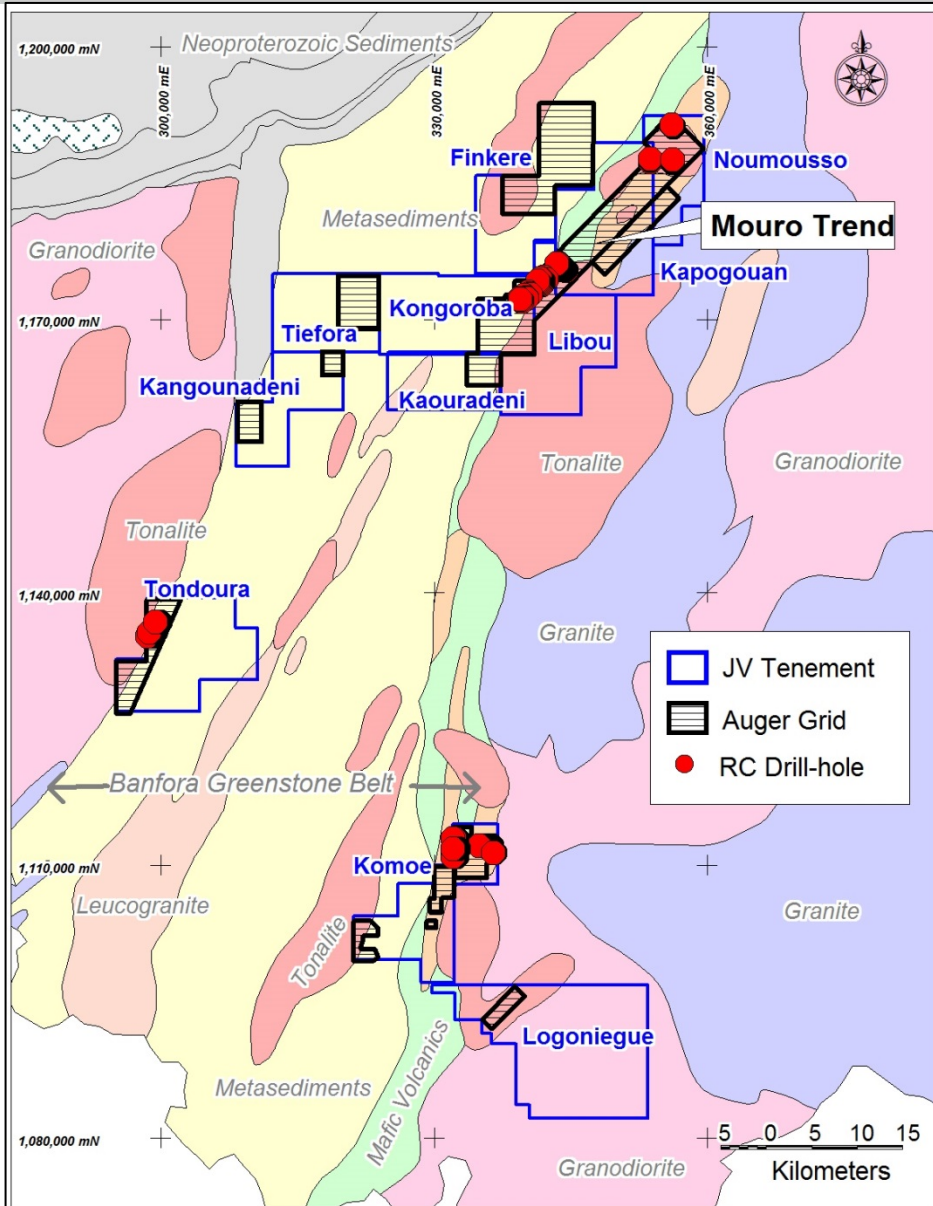 1,200,000 mN
Neoproterozoic Sediments
300,000 mE
330,000 mE
360,000 mE
Finkere
Noumousso
Metasediments
Mouro Trend
Granodiorite
Kapogouan
Kongoroba
1,170,000 mN
Tiefora
Libou
Kangounadeni
Kaouradeni
Tonalite
Granodiorite
Tonalite
1,140,000 mN
Tondoura
Granite
JV Tenement
Auger Grid
RC Drill-hole
Banfora Greenstone Belt
1,110,000 mN
Komoe
Leucogranite
Granite
Tonalite
Logoniegue
Metasediments
Mafic Volcanics
1,080,000 mN
5 0 5 10 15
Kilometers
Granodiorite